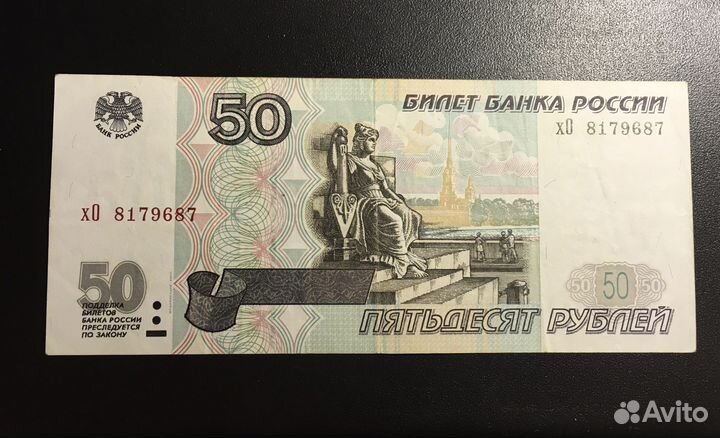 БАНК РОССИИ
50
БИЛЕТ БАНКА РОССИИ
хО 8179687
хО 8179687
50
ПОДДЕЛКА
БИЛЕТОВ
БАНКА РОССИИ
ПРЕСЛЕДУЕТСЯ
ПО ЗАКОНУ
50 50 50
ПЯТЬДЕСЯТ РУБЛЕЙ
Avito